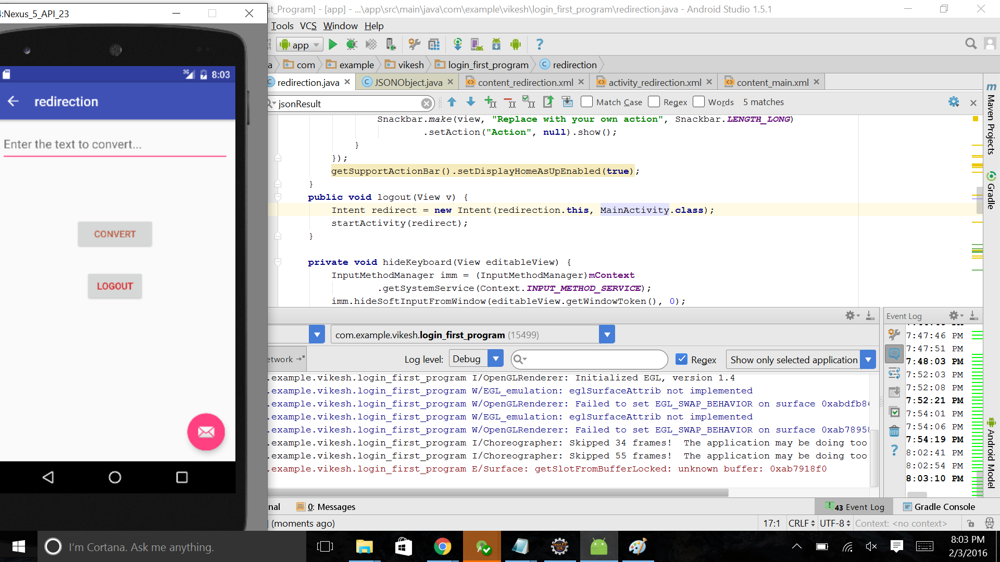 4:Nexus_5_API_23
st_Program] - [app] - ...\app\src\main\java\com\example\vikesh\login_first_program\redirection.java - Android Studio 1.5.1
Tools VCS Window Help
app
com example vikesh login_first_program redirection
redirection.java JSONObject.java content_redirection.xml activity_redirection.xml content_main.xml
jsonResult Match Case Regex Words 5 matches
3G 8:03
redirection
Enter the text to convert...
CONVERT
LOGOUT
Snackbar.make(view, "Replace with your own action", Snackbar.LENGTH_LONG)
.setAction("Action", null).show();
}
});
getSupportActionBar().setDisplayHomeAsUpEnabled(true);
}
public void logout(View v) {
Intent redirect = new Intent(redirection.this, MainActivity.class);
startActivity(redirect);
}
private void hideKeyboard(View editableView) {
InputMethodManager imm = (InputMethodManager)mContext
.getSystemService(Context.INPUT_METHOD_SERVICE);
imm.hideSoftInputFromWindow(editableView.getWindowToken(), 0);
m Maven Projects
Gradle
Android Model
com.example.vikesh.login_first_program (15499)
etwork Log level: Debug Regex Show only selected application
.example.vikesh.login_first_program I/OpenGLRenderer: Initialized EGL, version 1.4
.example.vikesh.login_first_program W/EGL_emulation: eglSurfaceAttrib not implemented
.example.vikesh.login_first_program W/OpenGLRenderer: Failed to set EGL_SWAP_BEHAVIOR on surface 0xabdfb8
.example.vikesh.login_first_program W/EGL_emulation: eglSurfaceAttrib not implemented
.example.vikesh.login_first_program W/OpenGLRenderer: Failed to set EGL_SWAP_BEHAVIOR on surface 0xab7895
.example.vikesh.login_first_program I/Choreographer: Skipped 34 frames! The application may be doing too
.example.vikesh.login_first_program I/Choreographer: Skipped 55 frames! The application may be doing too
.example.vikesh.login_first_program E/Surface: getSlotFromBufferLocked: unknown buffer: 0xab7918f0
Event Log
7:47:46 PM
7:47:51 PM
7:48:03 PM
7:52:03 PM
7:52:08 PM
7:52:21 PM
7:54:01 PM
7:54:06 PM
7:54:19 PM
8:02:41 PM
8:02:54 PM
8:03:10 PM
nal 0: Messages 43 Event Log Gradle Console
(moments ago) 17:1 CRLF UTF-8 Context: <no context>
I'm Cortana. Ask me anything.
8:03 PM
2/3/2016